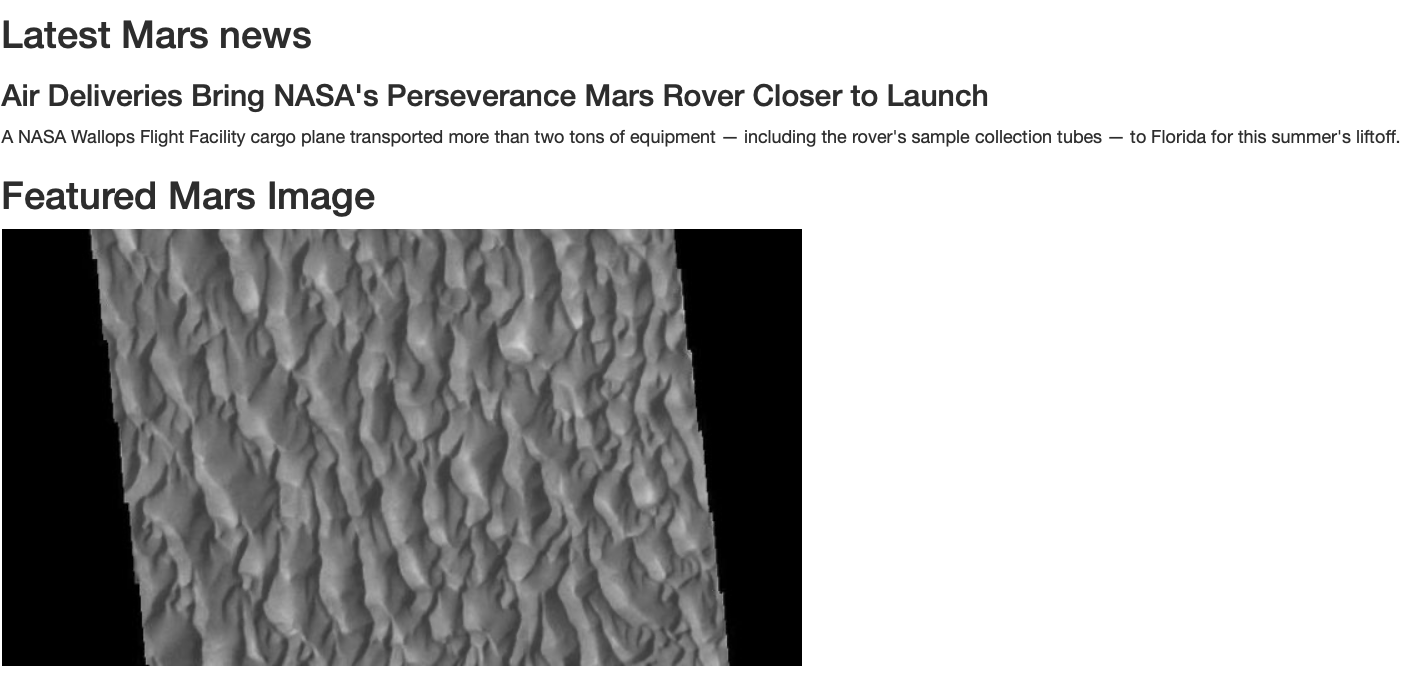 Latest Mars news
Air Deliveries Bring NASA's Perseverance Mars Rover Closer to Launch
A NASA Wallops Flight Facility cargo plane transported more than two tons of equipment — including the rover's sample collection tubes — to Florida for this summer's liftoff.
Featured Mars Image